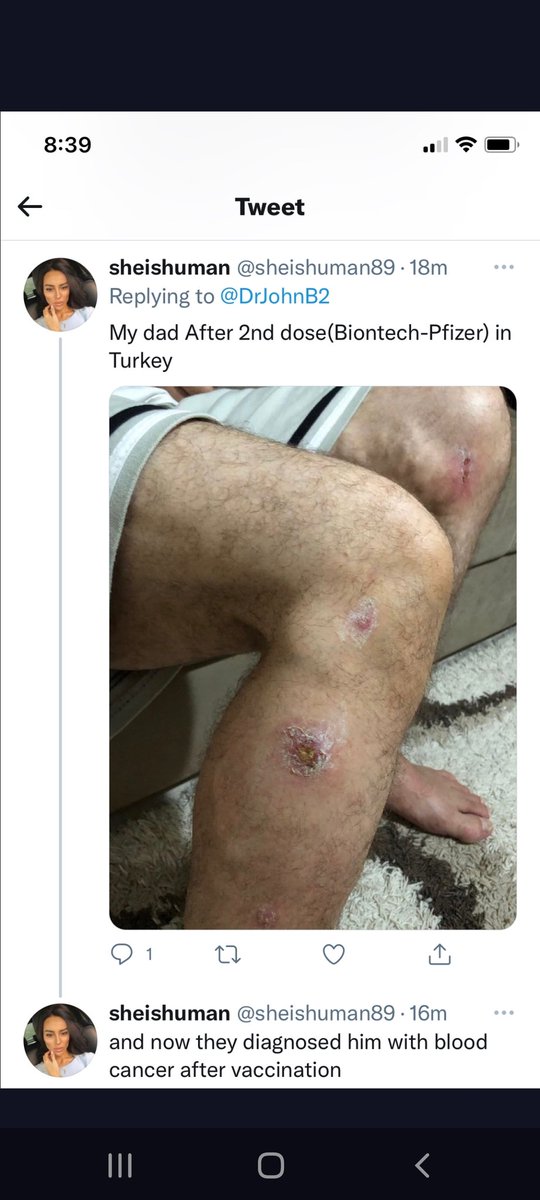 8:39
Tweet
sheishuman @sheishuman89 · 18m
Replying to @DrJohnB2
My dad After 2nd dose(Biontech-Pfizer) in
Turkey
1
sheishuman @sheishuman89 · 16m
and now they diagnosed him with blood
cancer after vaccination